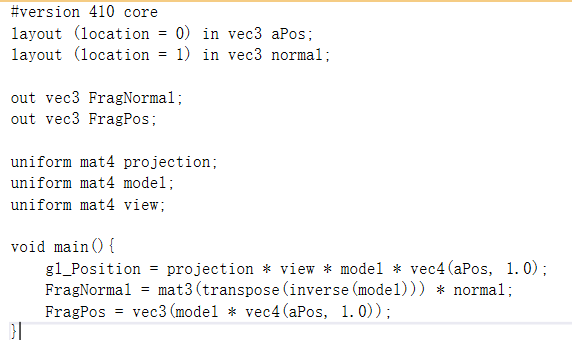 #version 410 core
layout (location = 0) in vec3 aPos;
layout (location = 1) in vec3 normal;
out vec3 FragNormal;
out vec3 FragPos;
uniform mat4 projection;
uniform mat4 model;
uniform mat4 view;
void main(){
gl_Position = projection * view * model * vec4(aPos, 1.0);
FragNormal = mat3(transpose(inverse(model))) * normal;
FragPos = vec3(model * vec4(aPos, 1.0));
}